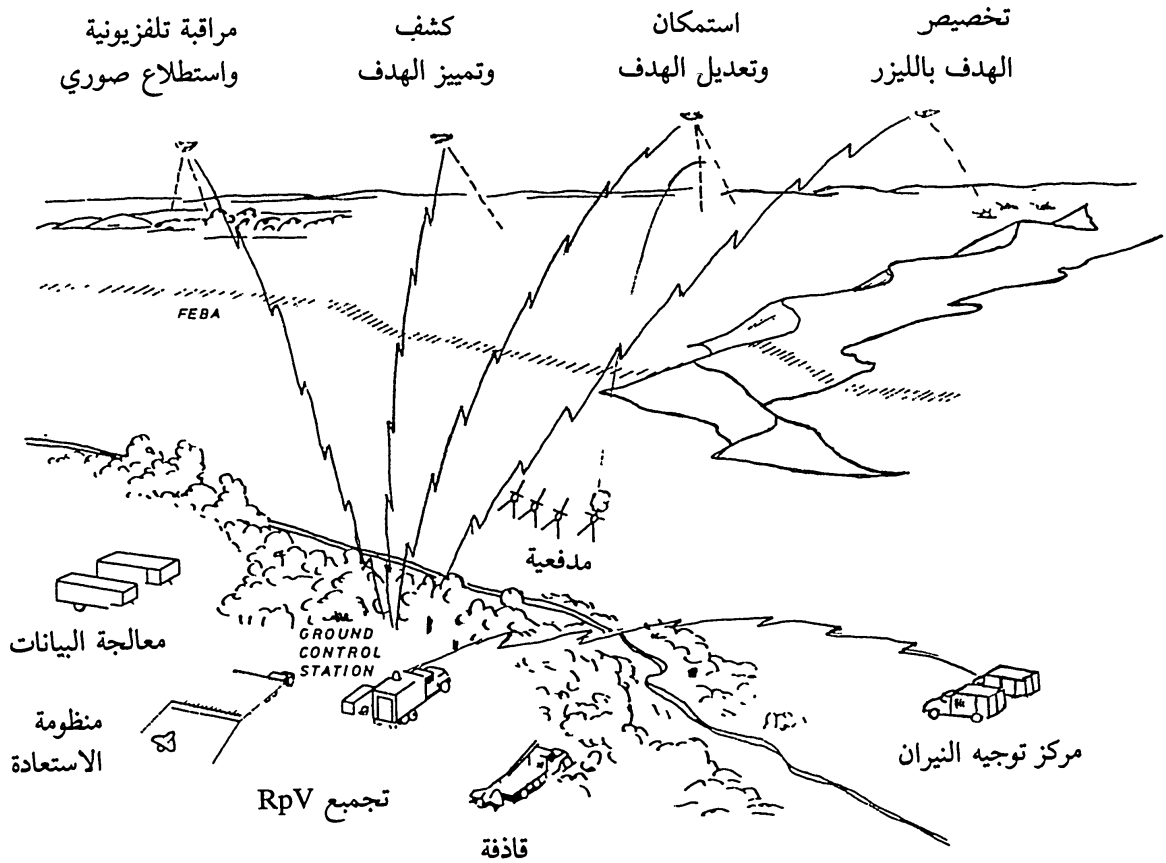 تخصيص
الهدف بالليزر
استمكان
وتعديل الهدف
كشف
وتمييز الهدف
مراقبة تلفزيونية
واستطلاع صوري
FEBA
مدفعية
معالجة البيانات
GROUND
CONTROL
STATION
منظومة
الاستعادة
مركز توجيه النيران
تجمبع RpV
قاذفة